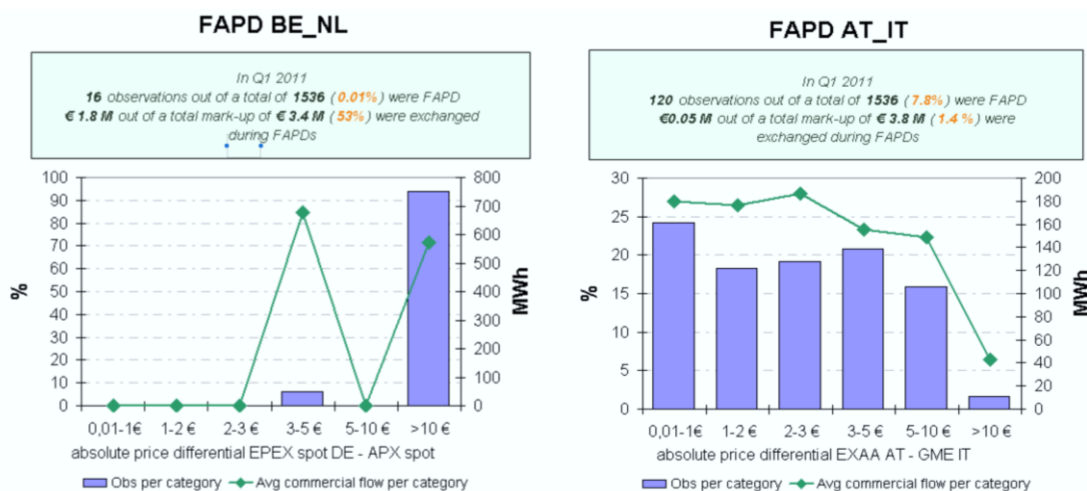 FAPD BE_NL
In Q1 2011
16 observations out of a total of 1536 (0.01%) were FAPD
€ 1.8 M out of a total mark-up of € 3.4 M (53%) were exchanged
during FAPDs
100
90
80
70
60
50
40
30
20
10
0
%
800
700
600
500
400
300
200
100
0
MWh
0,01-1€ 1-2 € 2-3 € 3-5 € 5-10 € >10 €
absolute price differential EPEX spot DE - APX spot
Obs per category Avg commercial flow per category
FAPD AT_IT
In Q1 2011
120 observations out of a total of 1536 (7.8%) were FAPD
€0.05 M out of a total mark-up of € 3.8 M (1.4 %) were
exchanged during FAPDs
30
25
20
15
10
5
0
%
200
180
160
140
120
100
80
60
40
20
0
MWh
0,01-1€ 1-2 € 2-3 € 3-5 € 5-10 € >10 €
absolute price differential EXAA AT - GME IT
Obs per category Avg commercial flow per category